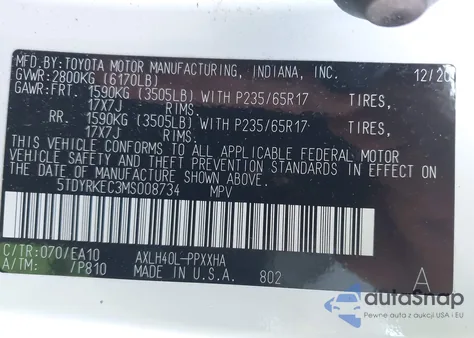 MFD. BY: TOYOTA MOTOR MANUFACTURING, INDIANA, INC. 12/20
GVWR: 2800KG (6170LB)
GAWR: FRT. 1590KG (3505LB) WITH P235/65R17 TIRES,
17X7J RIMS.
RR. 1590KG (3505LB) WITH P235/65R17 TIRES,
17X7J RIMS.
THIS VEHICLE CONFORMS TO ALL APPLICABLE FEDERAL MOTOR
VEHICLE SAFETY AND THEFT PREVENTION STANDARDS IN EFFECT
ON THE DATE OF MANUFACTURE SHOWN ABOVE.
5TDYRKEC3MS008734 MPV
C/TR: 070/EA10 AXLH40L-PPXXHA
A/TM: /P810 MADE IN U.S.A. 802 A
autoSnap
Pewne auta z aukcji USA i EU